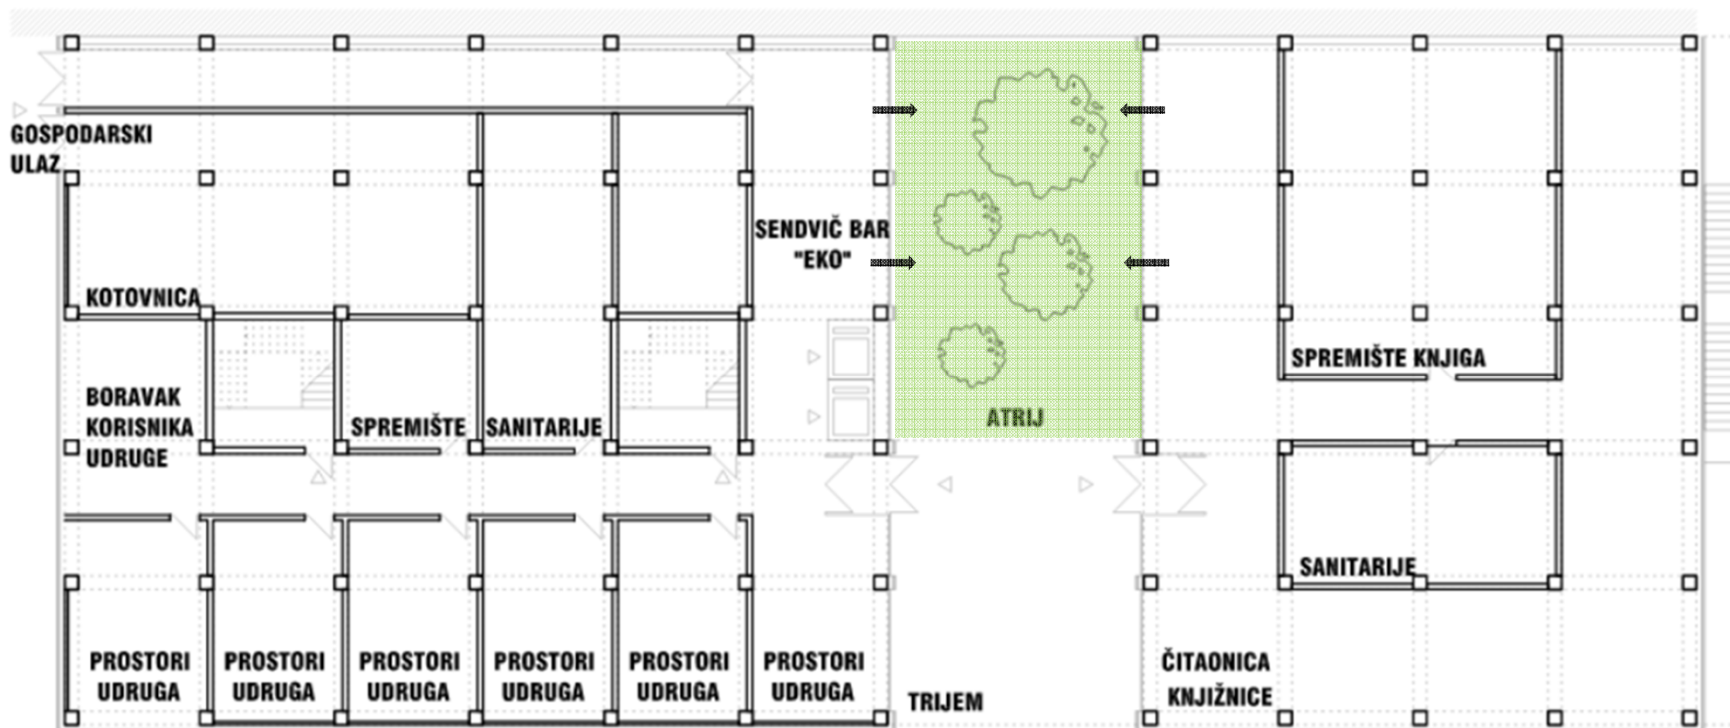 GOSPODARSKI
ULAZ
KOTOVNICA
BORAVAK
KORISNIKA
UDRUGE
SPREMIŠTE
SANITARIJE
SENDVIČ BAR
"EKO"
ATRIJ
SPREMIŠTE KNJIGA
SANITARIJE
PROSTORI
UDRUGA
PROSTORI
UDRUGA
PROSTORI
UDRUGA
PROSTORI
UDRUGA
PROSTORI
UDRUGA
PROSTORI
UDRUGA
TRIJEM
ČITAONICA
KNJIŽNICE